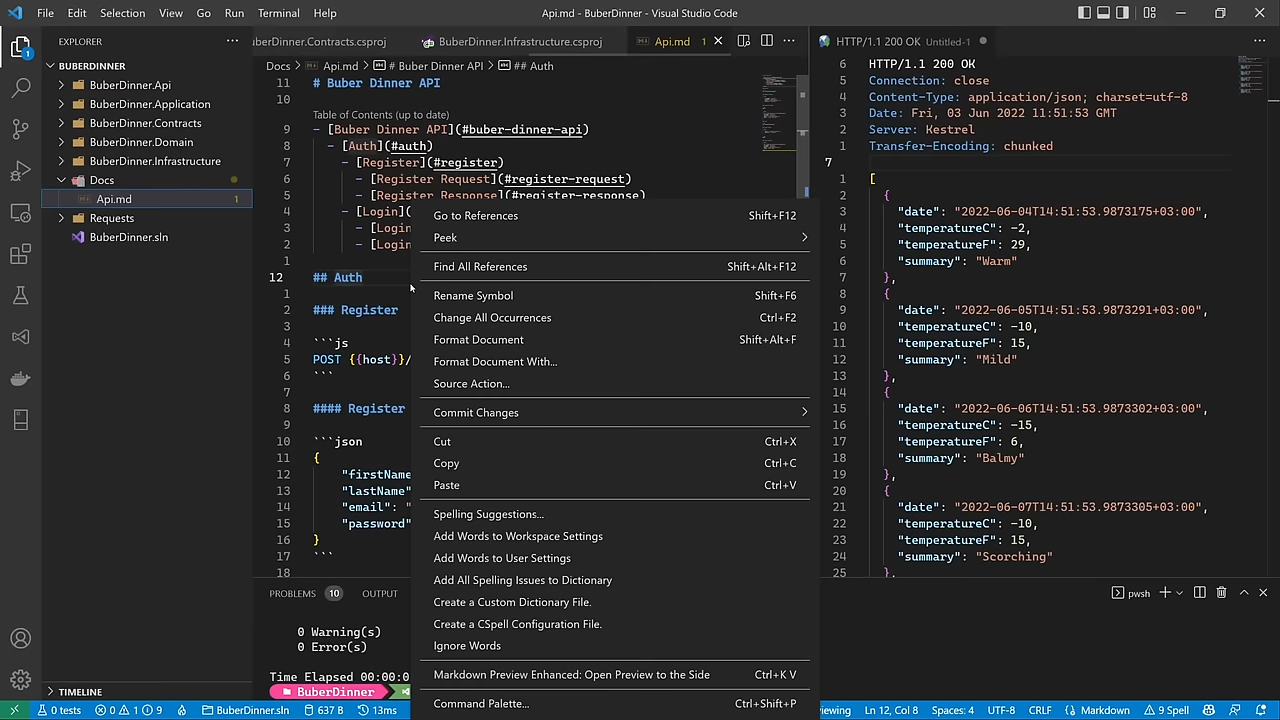 File Edit Selection View Go Run Terminal Help
Api.md - BuberDinner - Visual Studio Code
EXPLORER
BUBERDINNER
BuberDinner.Api
BuberDinner.Application
BuberDinner.Contracts
BuberDinner.Domain
BuberDinner.Infrastructure
Docs
Api.md 1
Requests
BuberDinner.sln
TIMELINE
berDinner.Contracts.csproj
BuberDinner.Infrastructure.csproj
Api.md 1
Docs > Api.md > # Buber Dinner API > ## Auth
11 # Buber Dinner API
10
Table of Contents (up to date)
9 - [Buber Dinner API](#buber-dinner-api)
8 - [Auth](#auth)
7 - [Register](#register)
6 - [Register Request](#register-request)
5 - [Register Response](#register-response)
4 - [Login](
3 - [Login
2 - [Login
1
12 ## Auth
1
2 ### Register
3
4 ```js
5 POST {{host}}/
6 ```
7
8 #### Register
9
10 ```json
11 {
12 "firstName
13 "lastName"
14 "email": "
15 "password"
16 }
17 ```
18
Go to References Shift+F12
Peek
Find All References Shift+Alt+F12
Rename Symbol Shift+F6
Change All Occurrences Ctrl+F2
Format Document Shift+Alt+F
Format Document With...
Source Action...
Commit Changes
Cut Ctrl+X
Copy Ctrl+C
Paste Ctrl+V
Spelling Suggestions...
Add Words to Workspace Settings
Add Words to User Settings
Add All Spelling Issues to Dictionary
Create a Custom Dictionary File.
Create a CSpell Configuration File.
Ignore Words
Markdown Preview Enhanced: Open Preview to the Side Ctrl+K V
Command Palette... Ctrl+Shift+P
HTTP/1.1 200 OK Untitled-1
6 HTTP/1.1 200 OK
5 Connection: close
4 Content-Type: application/json; charset=utf-8
3 Date: Fri, 03 Jun 2022 11:51:53 GMT
2 Server: Kestrel
1 Transfer-Encoding: chunked
7
1 [
2 {
3 "date": "2022-06-04T14:51:53.9873175+03:00",
4 "temperatureC": -2,
5 "temperatureF": 29,
6 "summary": "Warm"
7 },
8 {
9 "date": "2022-06-05T14:51:53.9873291+03:00",
10 "temperatureC": -10,
11 "temperatureF": 15,
12 "summary": "Mild"
13 },
14 {
15 "date": "2022-06-06T14:51:53.9873302+03:00",
16 "temperatureC": -15,
17 "temperatureF": 6,
18 "summary": "Balmy"
19 },
20 {
21 "date": "2022-06-07T14:51:53.9873305+03:00",
22 "temperatureC": -10,
23 "temperatureF": 15,
24 "summary": "Scorching"
25 },
PROBLEMS 10 OUTPUT
pwsh
0 Warning(s)
0 Error(s)
Time Elapsed 00:00:0
BuberDinner
0 tests 0 1 9 BuberDinner.sln 637 B 13ms
iewing Ln 12, Col 8 Spaces: 4 UTF-8 CRLF Markdown 9 Spell